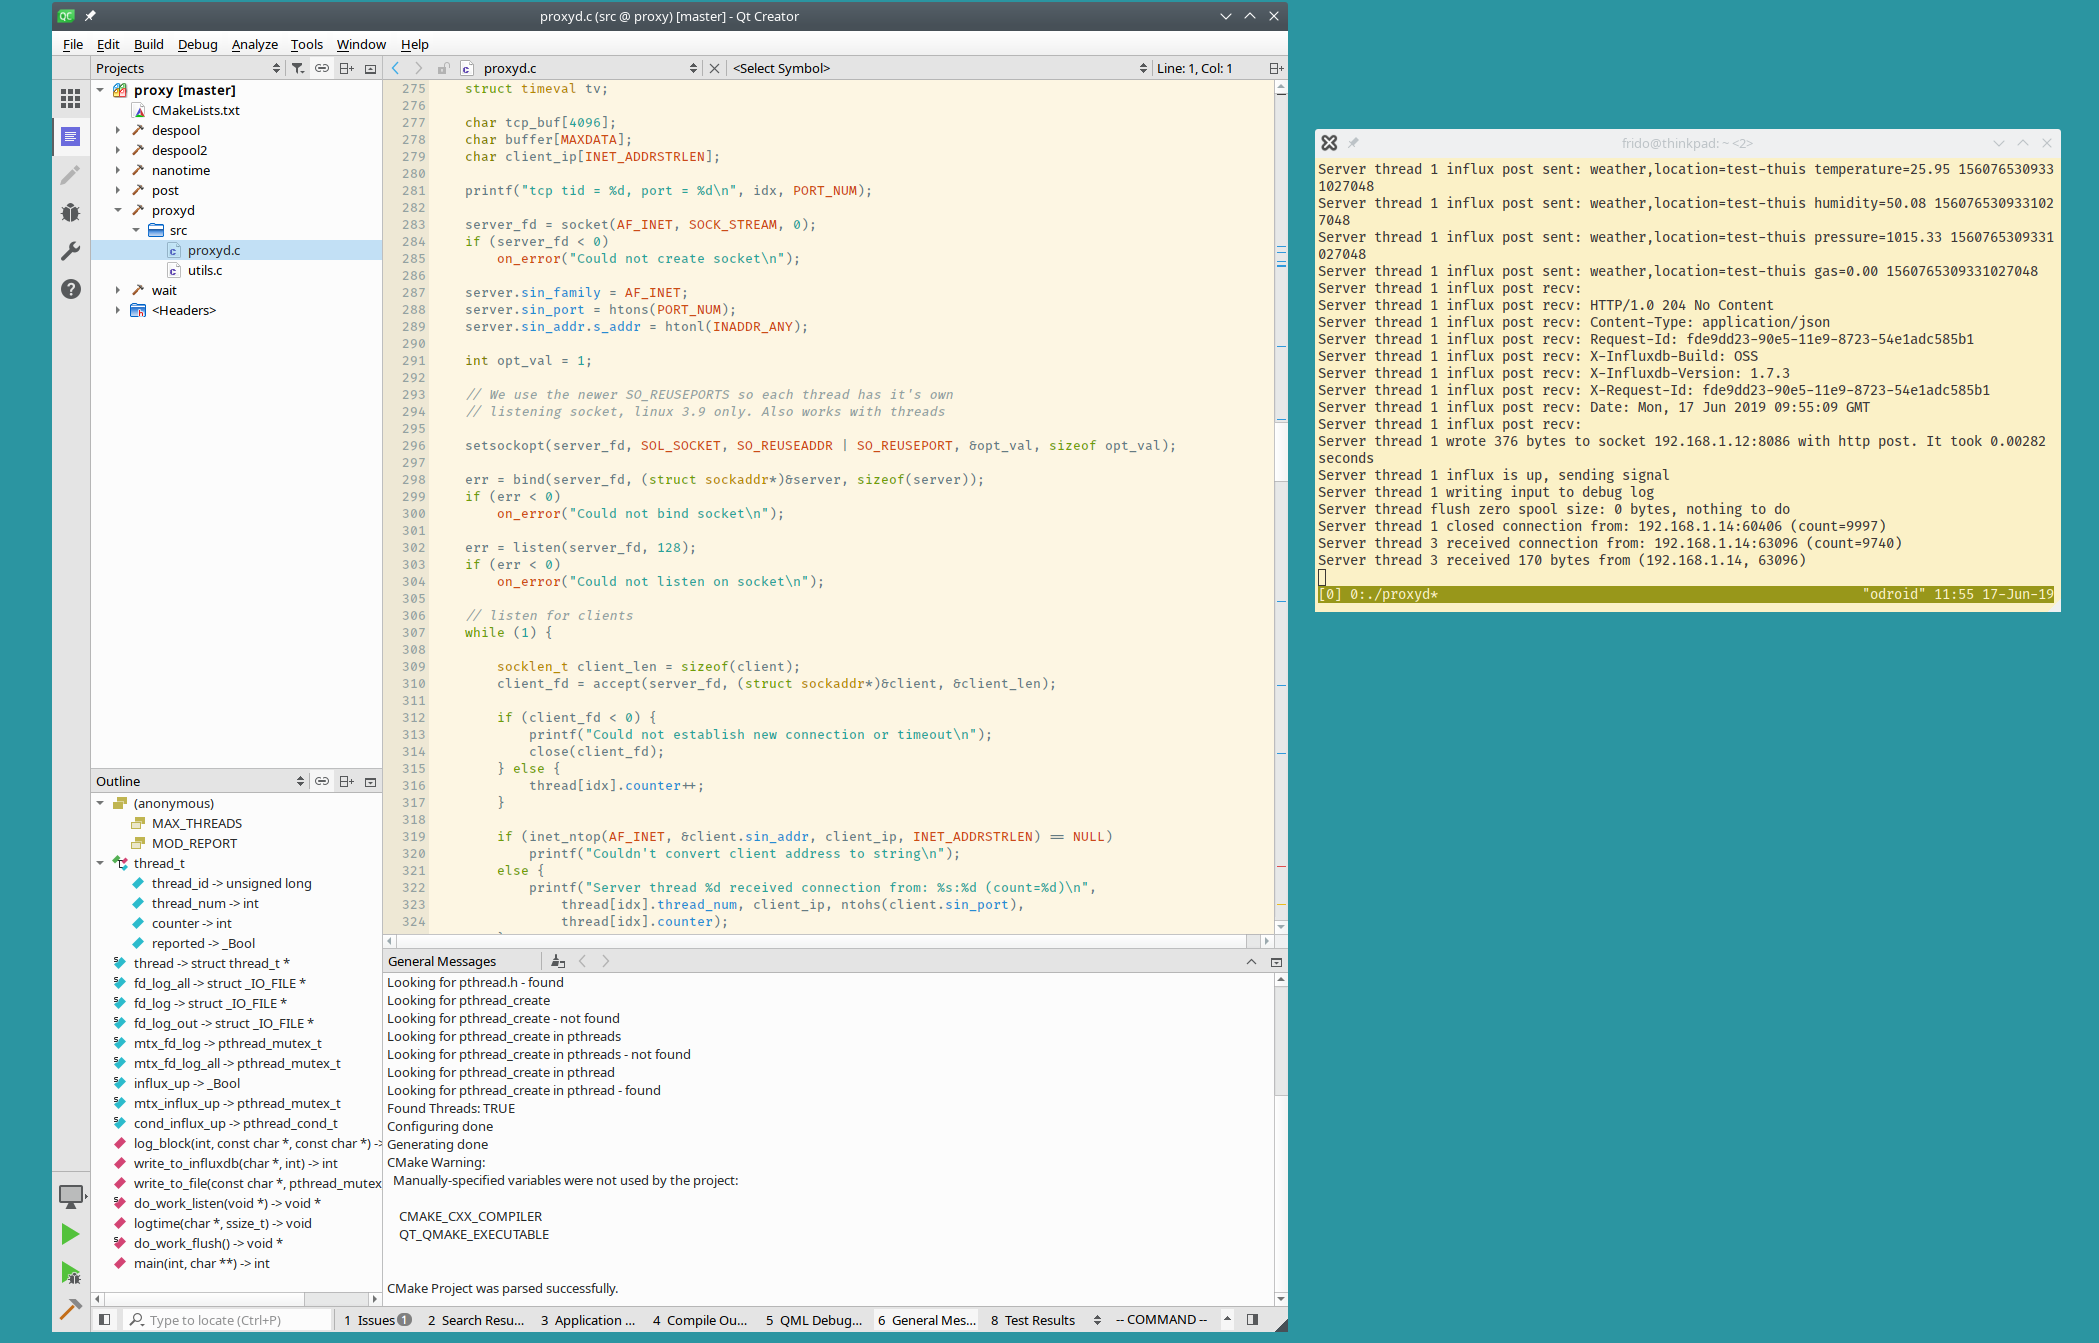 proxyd.c (src @ proxy) [master] - Qt Creator
File Edit Build Debug Analyze Tools Window Help
Projects
proxyd.c
<Select Symbol>
Line: 1, Col: 1
proxy [master]
CMakeLists.txt
despool
despool2
nanotime
post
proxyd
src
proxyd.c
utils.c
wait
<Headers>
Outline
(anonymous)
MAX_THREADS
MOD_REPORT
thread_t
thread_id -> unsigned long
thread_num -> int
counter -> int
reported -> _Bool
thread -> struct thread_t *
fd_log_all -> struct _IO_FILE *
fd_log -> struct _IO_FILE *
fd_log_out -> struct _IO_FILE *
mtx_fd_log -> pthread_mutex_t
mtx_fd_log_all -> pthread_mutex_t
influx_up -> _Bool
mtx_influx_up -> pthread_mutex_t
cond_influx_up -> pthread_cond_t
log_block(int, const char *, const char *) ->
write_to_influxdb(char *, int) -> int
write_to_file(const char *, pthread_mutex
do_work_listen(void *) -> void *
logtime(char *, ssize_t) -> void
do_work_flush() -> void *
main(int, char **) -> int
275     struct timeval tv;
276
277     char tcp_buf[4096];
278     char buffer[MAXDATA];
279     char client_ip[INET_ADDRSTRLEN];
280
281     printf("tcp tid = %d, port = %d\n", idx, PORT_NUM);
282
283     server_fd = socket(AF_INET, SOCK_STREAM, 0);
284     if (server_fd < 0)
285         on_error("Could not create socket\n");
286
287     server.sin_family = AF_INET;
288     server.sin_port = htons(PORT_NUM);
289     server.sin_addr.s_addr = htonl(INADDR_ANY);
290
291     int opt_val = 1;
292
293     // We use the newer SO_REUSEPORTS so each thread has it's own
294     // listening socket, linux 3.9 only. Also works with threads
295
296     setsockopt(server_fd, SOL_SOCKET, SO_REUSEADDR | SO_REUSEPORT, &opt_val, sizeof opt_val);
297
298     err = bind(server_fd, (struct sockaddr*)&server, sizeof(server));
299     if (err < 0)
300         on_error("Could not bind socket\n");
301
302     err = listen(server_fd, 128);
303     if (err < 0)
304         on_error("Could not listen on socket\n");
305
306     // listen for clients
307     while (1) {
308
309         socklen_t client_len = sizeof(client);
310         client_fd = accept(server_fd, (struct sockaddr*)&client, &client_len);
311
312         if (client_fd < 0) {
313             printf("Could not establish new connection or timeout\n");
314             close(client_fd);
315         } else {
316             thread[idx].counter++;
317         }
318
319         if (inet_ntop(AF_INET, &client.sin_addr, client_ip, INET_ADDRSTRLEN) == NULL)
320             printf("Couldn't convert client address to string\n");
321         else {
322             printf("Server thread %d received connection from: %s:%d (count=%d)\n",
323                 thread[idx].thread_num, client_ip, ntohs(client.sin_port),
324                 thread[idx].counter);
General Messages
Looking for pthread.h - found
Looking for pthread_create
Looking for pthread_create - not found
Looking for pthread_create in pthreads
Looking for pthread_create in pthreads - not found
Looking for pthread_create in pthread
Looking for pthread_create in pthread - found
Found Threads: TRUE
Configuring done
Generating done
CMake Warning:
Manually-specified variables were not used by the project:
CMAKE_CXX_COMPILER
QT_QMAKE_EXECUTABLE
CMake Project was parsed successfully.
Type to locate (Ctrl+P)
1 Issues 1 2 Search Resu... 3 Application ... 4 Compile Ou... 5 QML Debug... 6 General Mes... 8 Test Results -- COMMAND --
frido@thinkpad: ~ <2>
Server thread 1 influx post sent: weather,location=test-thuis temperature=25.95 156076530933
1027048
Server thread 1 influx post sent: weather,location=test-thuis humidity=50.08 156076530933102
7048
Server thread 1 influx post sent: weather,location=test-thuis pressure=1015.33 1560765309331
027048
Server thread 1 influx post sent: weather,location=test-thuis gas=0.00 1560765309331027048
Server thread 1 influx post recv:
Server thread 1 influx post recv: HTTP/1.0 204 No Content
Server thread 1 influx post recv: Content-Type: application/json
Server thread 1 influx post recv: Request-Id: fde9dd23-90e5-11e9-8723-54e1adc585b1
Server thread 1 influx post recv: X-Influxdb-Build: OSS
Server thread 1 influx post recv: X-Influxdb-Version: 1.7.3
Server thread 1 influx post recv: X-Request-Id: fde9dd23-90e5-11e9-8723-54e1adc585b1
Server thread 1 influx post recv: Date: Mon, 17 Jun 2019 09:55:09 GMT
Server thread 1 influx post recv:
Server thread 1 wrote 376 bytes to socket 192.168.1.12:8086 with http post. It took 0.00282
seconds
Server thread 1 influx is up, sending signal
Server thread 1 writing input to debug log
Server thread flush zero spool size: 0 bytes, nothing to do
Server thread 1 closed connection from: 192.168.1.14:60406 (count=9997)
Server thread 3 received connection from: 192.168.1.14:63096 (count=9740)
Server thread 3 received 170 bytes from (192.168.1.14, 63096)
[0] 0:./proxyd* "odroid" 11:55 17-Jun-19